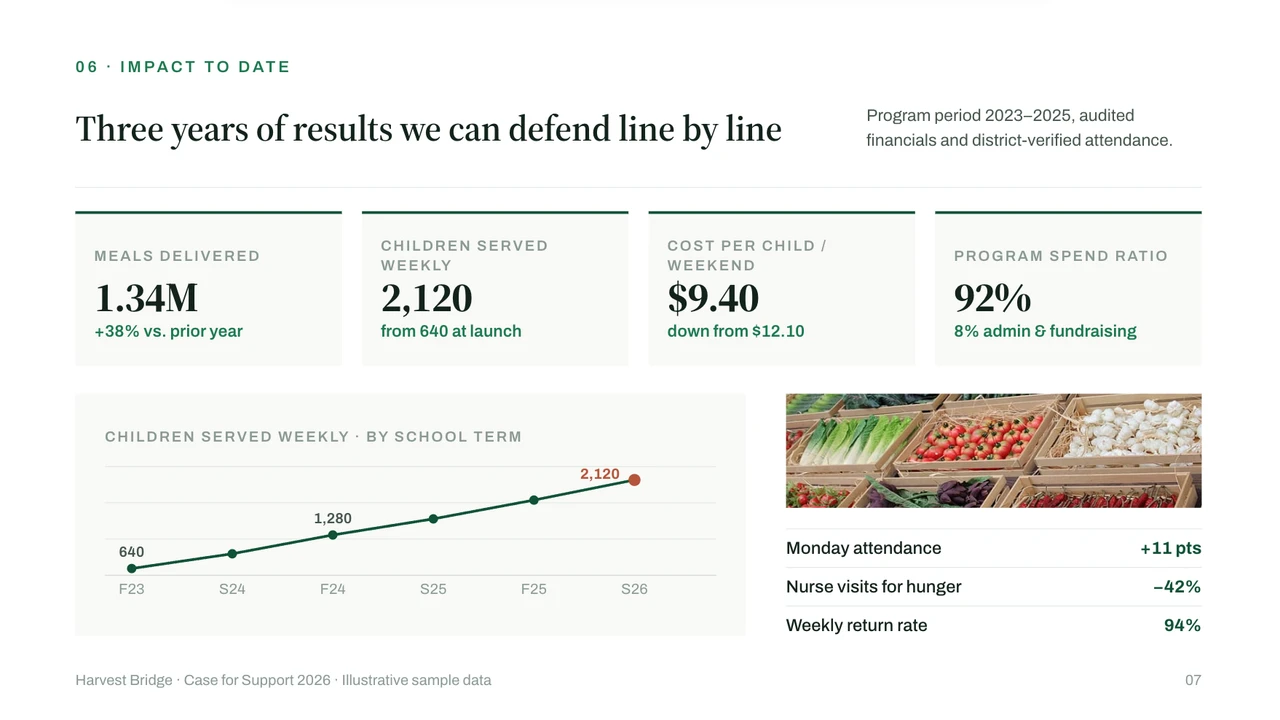 06 · IMPACT TO DATE
Three years of results we can defend line by line
Program period 2023–2025, audited
financials and district-verified attendance.
MEALS DELIVERED
1.34M
+38% vs. prior year
CHILDREN SERVED
WEEKLY
2,120
from 640 at launch
COST PER CHILD /
WEEKEND
$9.40
down from $12.10
PROGRAM SPEND RATIO
92%
8% admin & fundraising
CHILDREN SERVED WEEKLY · BY SCHOOL TERM
2,120
1,280
640
F23 S24 F24 S25 F25 S26
Monday attendance +11 pts
Nurse visits for hunger −42%
Weekly return rate 94%
Harvest Bridge · Case for Support 2026 · Illustrative sample data
07